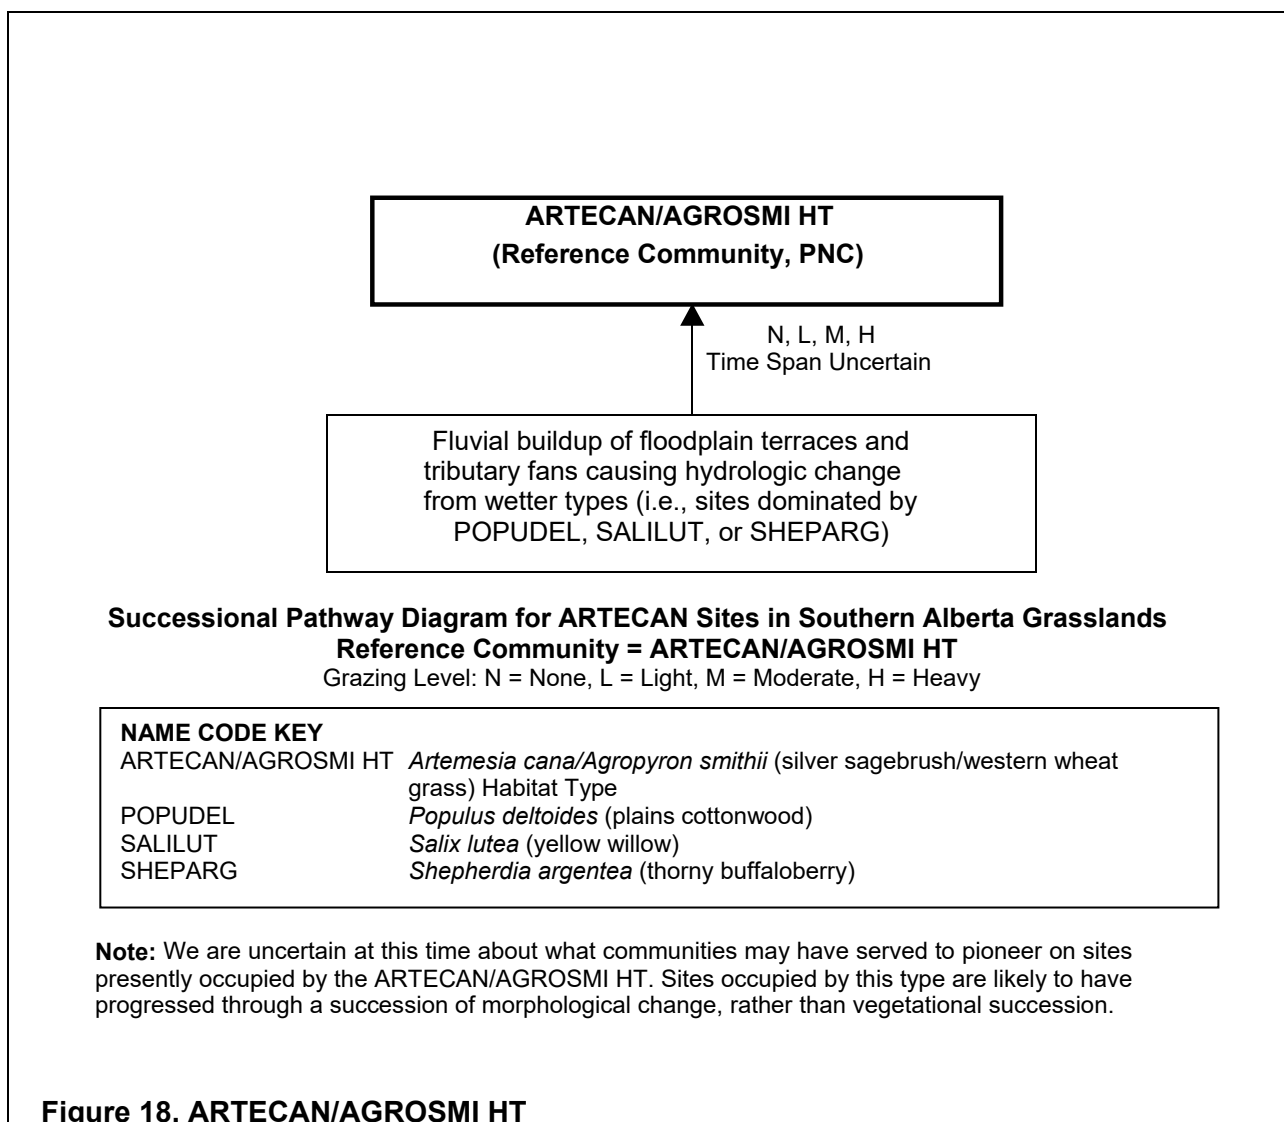 ARTECAN/AGROSMI HT
(Reference Community, PNC)
N, L, M, H
Time Span Uncertain
Fluvial buildup of floodplain terraces and
tributary fans causing hydrologic change
from wetter types (i.e., sites dominated by
POPUDEL, SALILUT, or SHEPARG)
Successional Pathway Diagram for ARTECAN Sites in Southern Alberta Grasslands
Reference Community = ARTECAN/AGROSMI HT
Grazing Level: N = None, L = Light, M = Moderate, H = Heavy
NAME CODE KEY
ARTECAN/AGROSMI HT Artemesia cana/Agropyron smithii (silver sagebrush/western wheat
grass) Habitat Type
POPUDEL Populus deltoides (plains cottonwood)
SALILUT Salix lutea (yellow willow)
SHEPARG Shepherdia argentea (thorny buffaloberry)
Note: We are uncertain at this time about what communities may have served to pioneer on sites
presently occupied by the ARTECAN/AGROSMI HT. Sites occupied by this type are likely to have
progressed through a succession of morphological change, rather than vegetational succession.
Figure 18. ARTECAN/AGROSMI HT